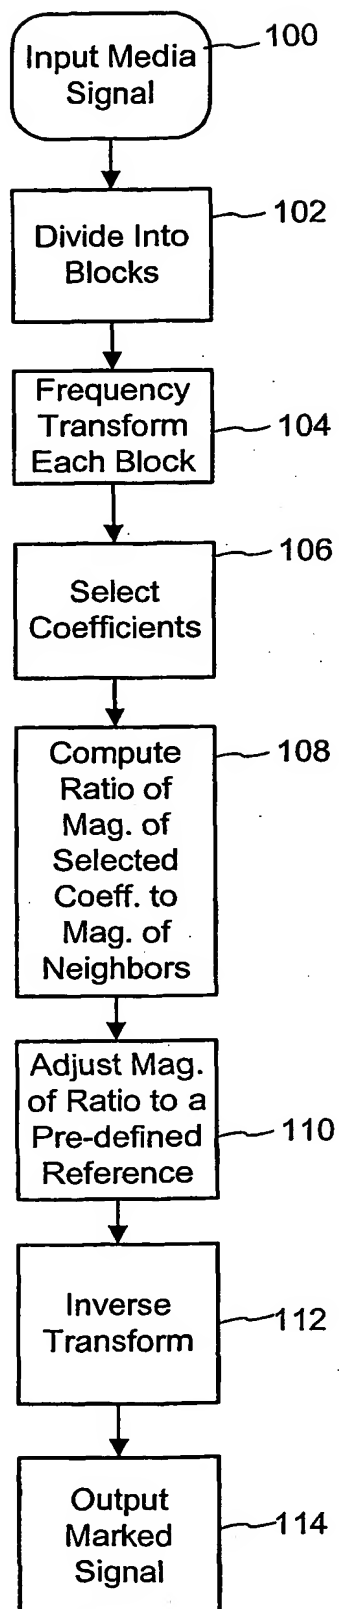 Input Media
Signal
100
Divide Into
Blocks
102
Frequency
Transform
Each Block
104
Select
Coefficients
106
Compute
Ratio of
Mag. of
Selected
Coeff. to
Mag. of
Neighbors
108
Adjust Mag.
of Ratio to a
Pre-defined
Reference
110
Inverse
Transform
112
Output
Marked
Signal
114